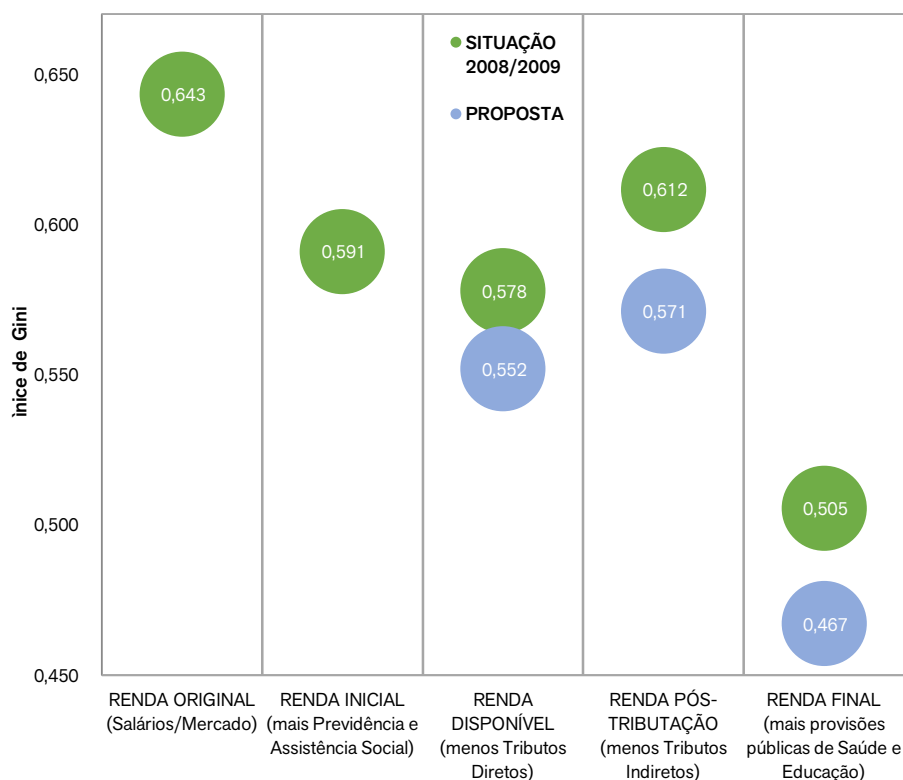 SITUAÇÃO
2008/2009
PROPOSTA
ìnice de Gini
0,650
0,600
0,550
0,500
0,450
0,643
0,591
0,578
0,552
0,612
0,571
0,505
0,467
RENDA ORIGINAL
(Salários/Mercado)
RENDA INICIAL
(mais Previdência e
Assistência Social)
RENDA
DISPONÍVEL
(menos Tributos
Diretos)
RENDA PÓS-
TRIBUTAÇÃO
(menos Tributos
Indiretos)
RENDA FINAL
(mais provisões
públicas de Saúde e
Educação)